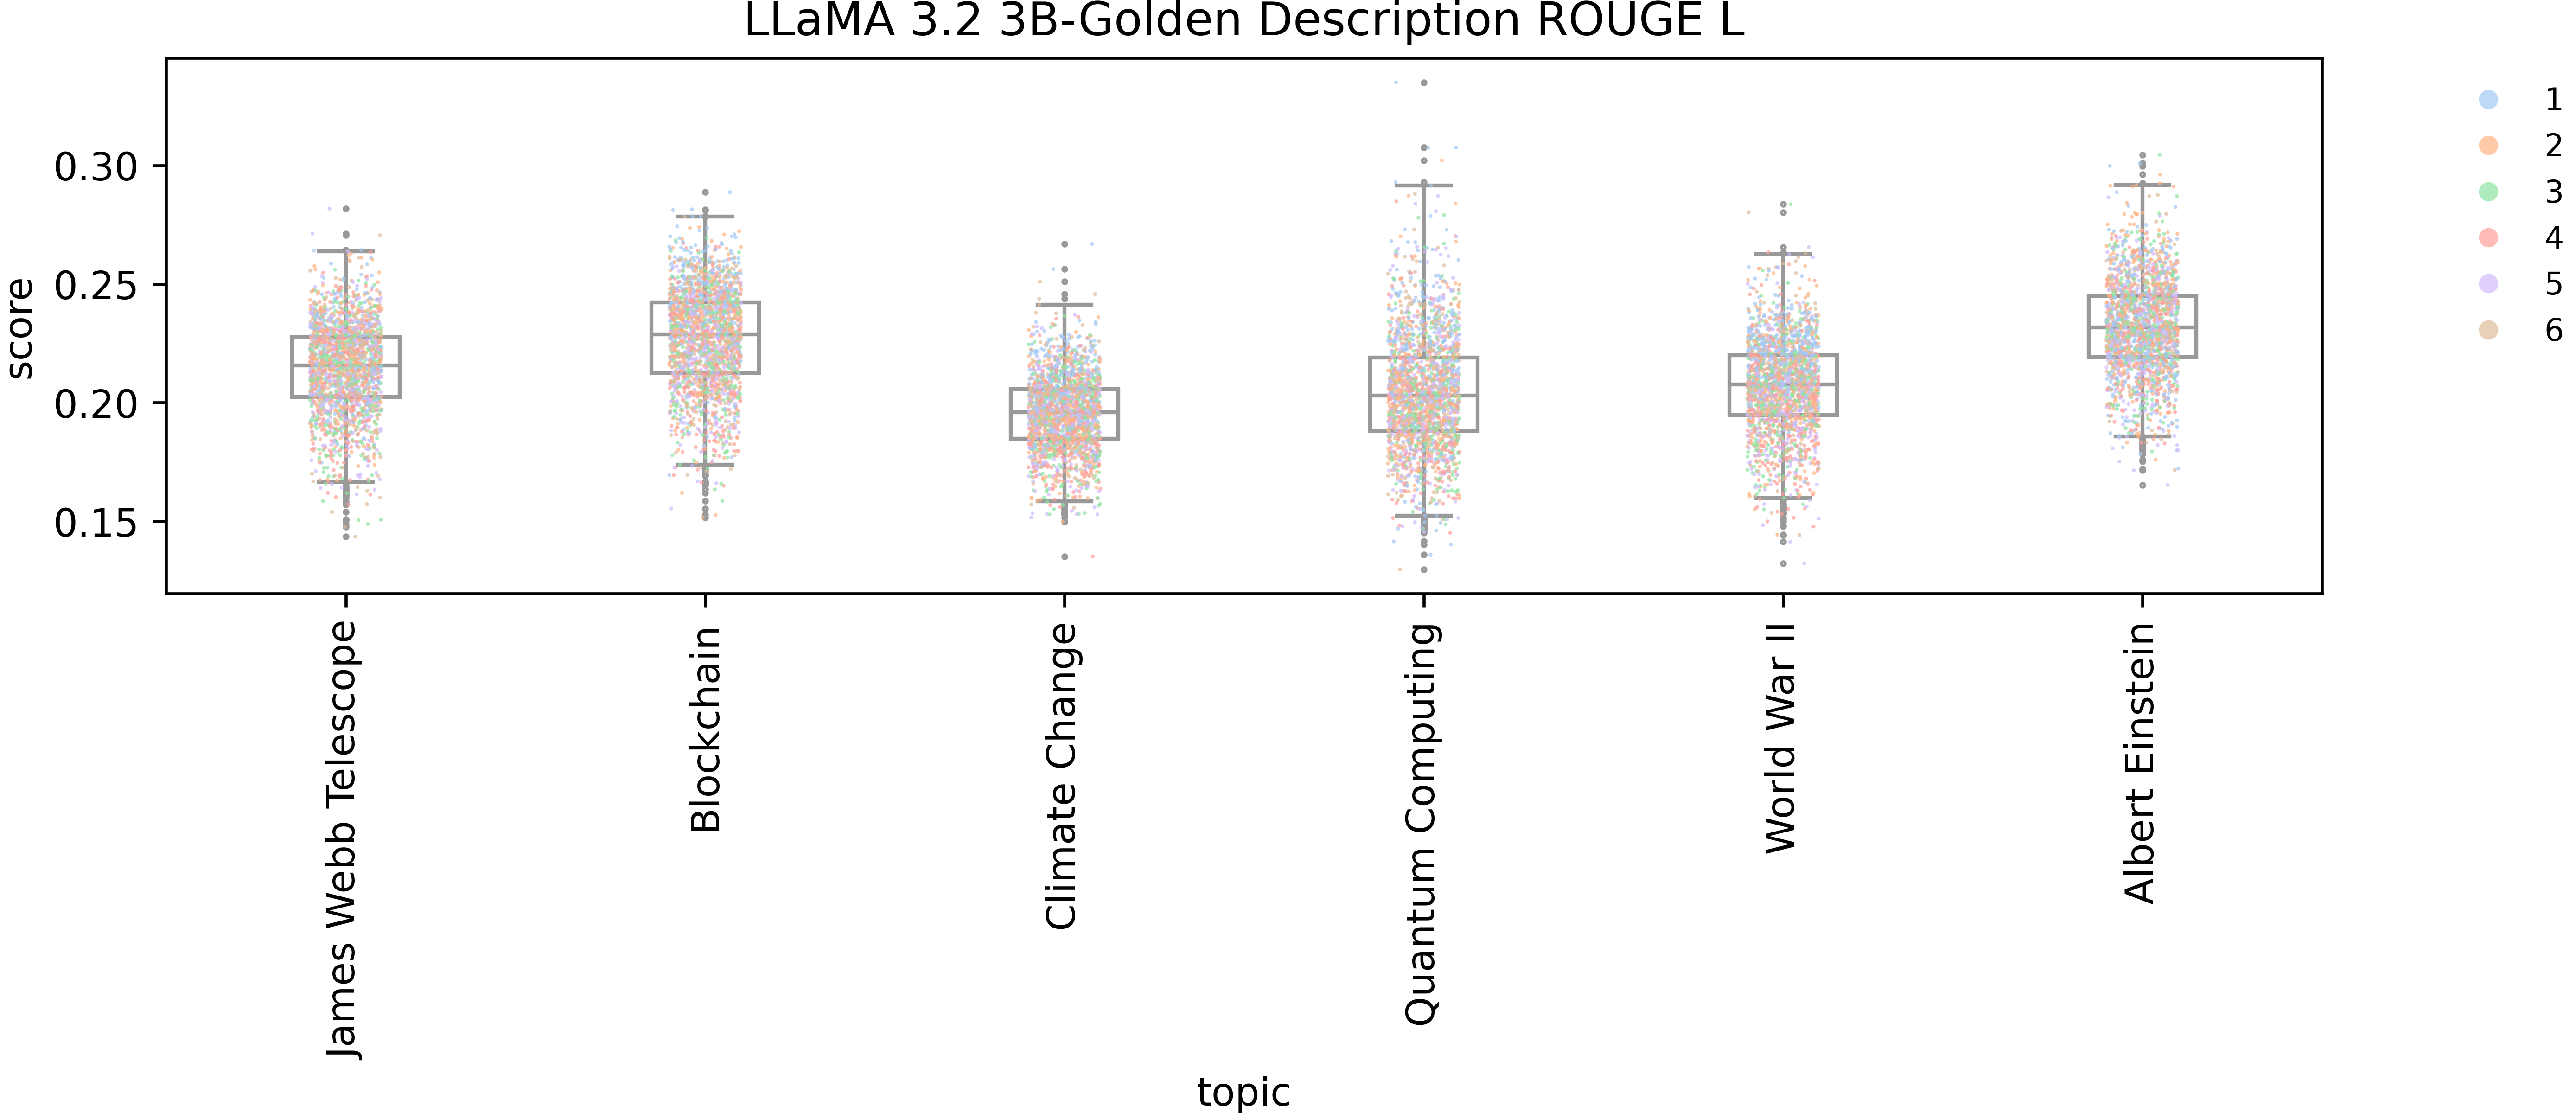 LLaMA 3.2 3B-Golden Description ROUGE L
score
0.30
0.25
0.20
0.15
1
2
3
4
5
6
James Webb Telescope
Blockchain
Climate Change
Quantum Computing
World War II
Albert Einstein
topic